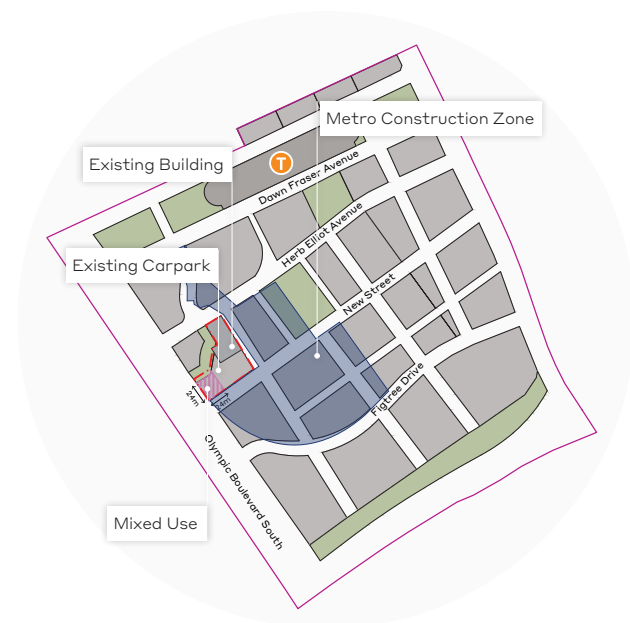 Metro Construction Zone
T
Existing Building
Dawn Fraser Avenue
Herb Elliot Avenue
Existing Carpark
New Street
24m
24m
Figtree Drive
Olympic Boulevard South
Mixed Use